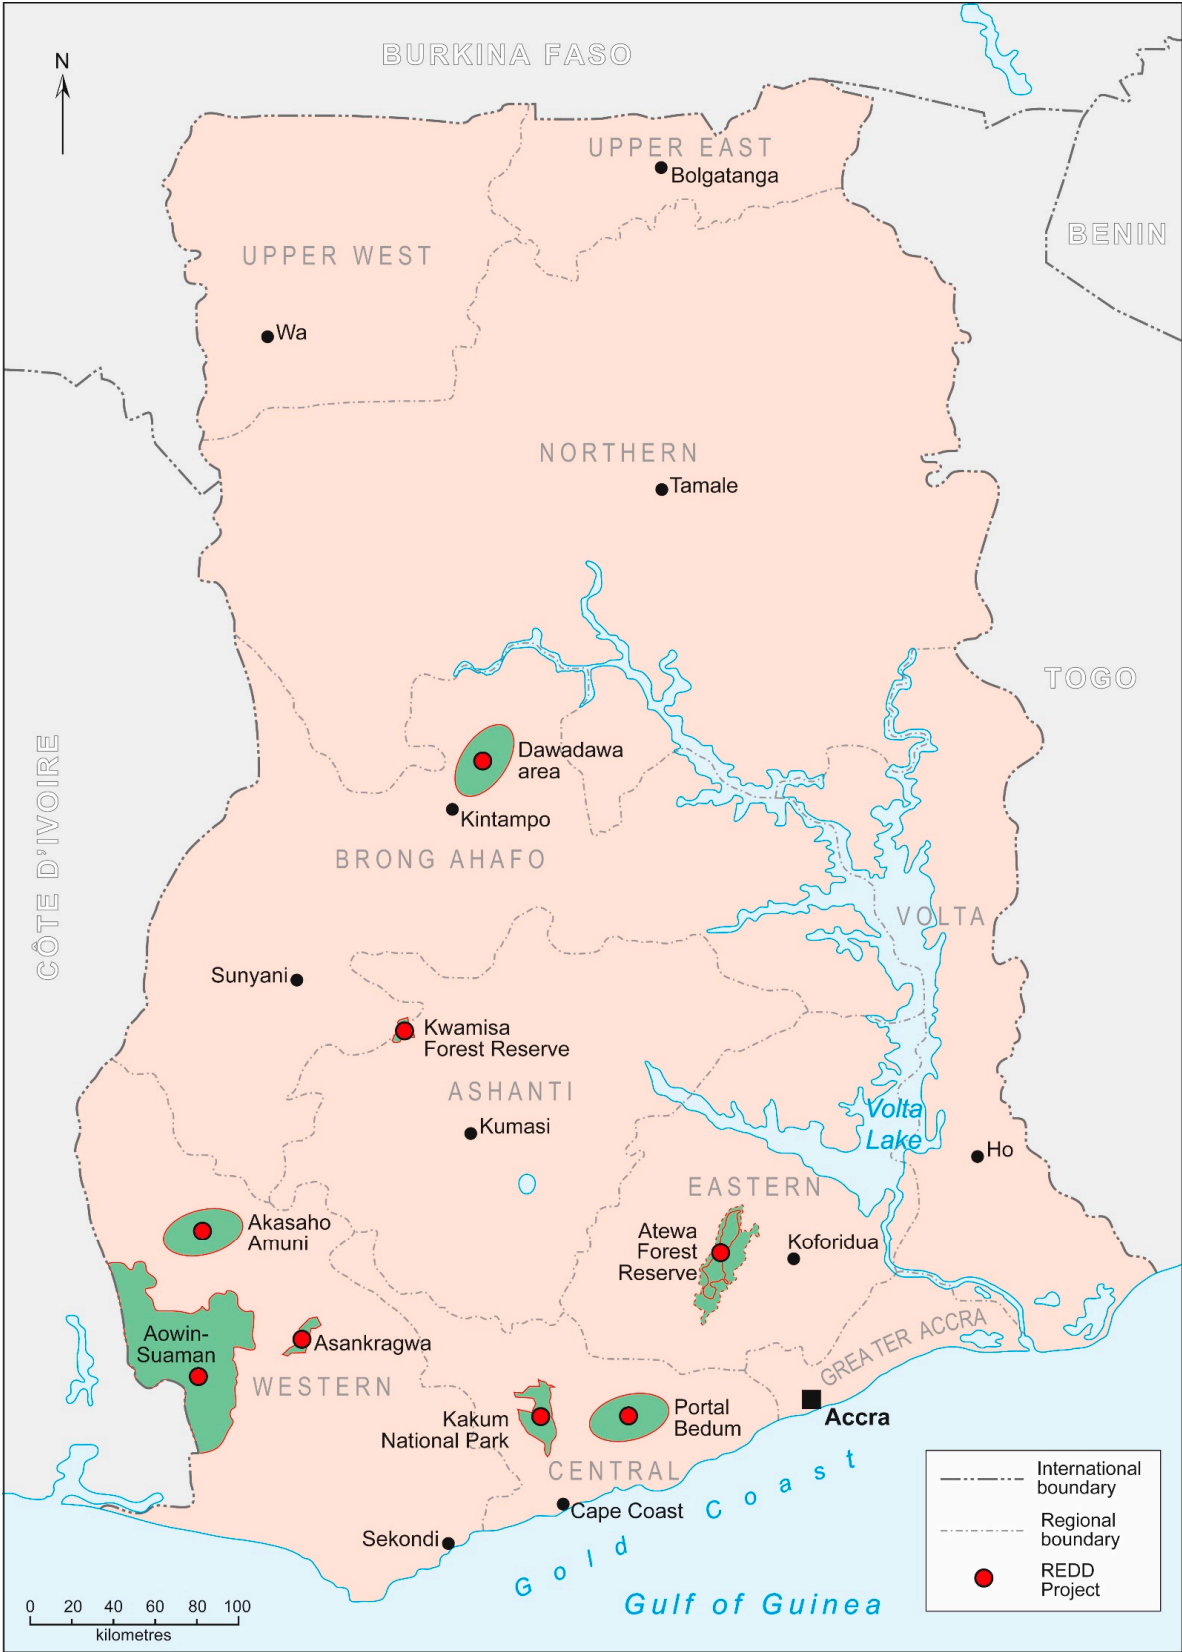 BURKINA FASO
N
UPPER EAST
Bolgatanga
BENIN
UPPER WEST
Wa
NORTHERN
Tamale
TOGO
CÔTE D'IVOIRE
Dawadawa
area
Kintampo
BRONG AHAFO
VOLTA
Sunyani
Kwamisa
Forest Reserve
ASHANTI
Volta
Lake
Kumasi
Ho
EASTERN
Akasaho
Amuni
Atewa
Forest
Reserve
Koforidua
Aowin-
Suaman
Asankragwa
GREATER ACCRA
WESTERN
Kakum
National Park
Portal
Bedum
Accra
CENTRAL
Cape Coast
Sekondi
Gold Coast
Gulf of Guinea
International
boundary
Regional
boundary
REDD
Project
0 20 40 60 80 100
kilometres